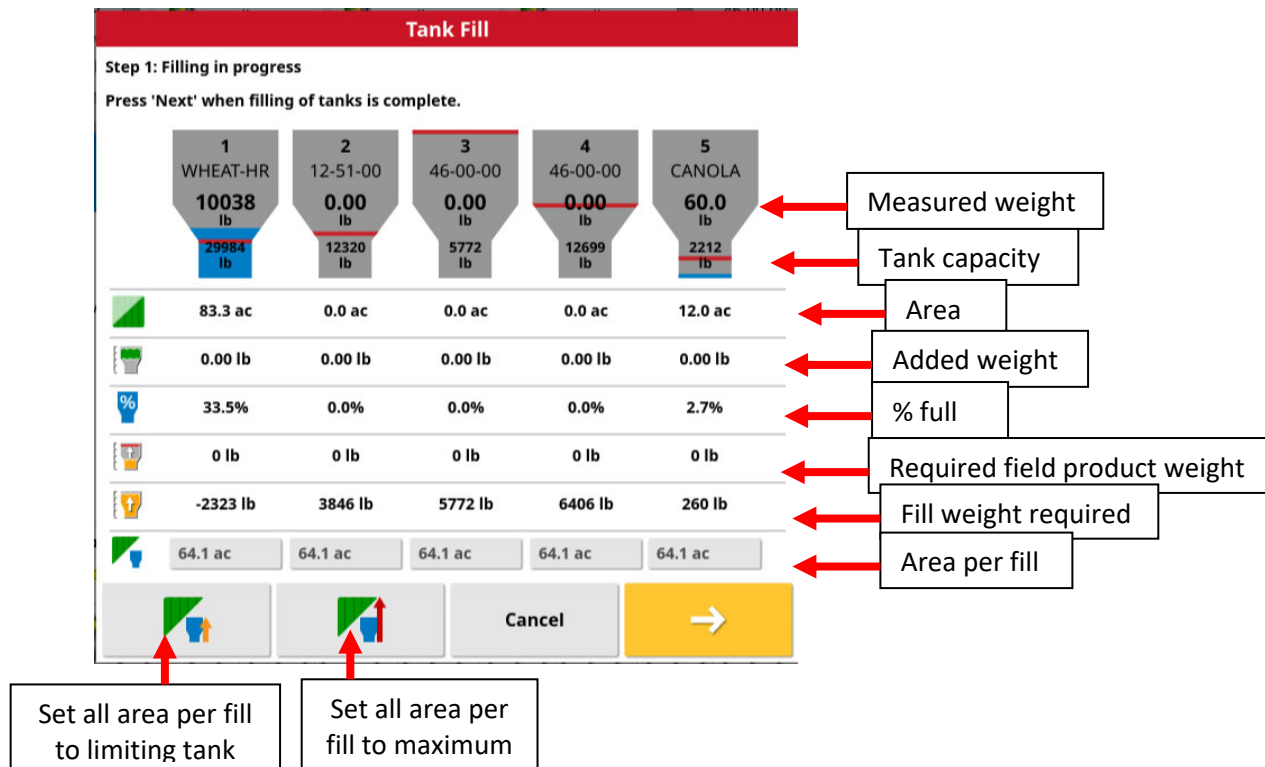 Tank Fill
Step 1: Filling in progress
Press 'Next' when filling of tanks is complete.
1 2 3 4 5
WHEAT-HR 12-51-00 46-00-00 46-00-00 CANOLA
10038 0.00 0.00 0.00 60.0
lb lb lb lb lb
Measured weight
29984 12320 5772 12699 2212
lb lb lb lb lb
Tank capacity
83.3 ac 0.0 ac 0.0 ac 0.0 ac 12.0 ac
Area
0.00 lb 0.00 lb 0.00 lb 0.00 lb 0.00 lb
Added weight
% 33.5% 0.0% 0.0% 0.0% 2.7%
% full
0 lb 0 lb 0 lb 0 lb 0 lb
Required field product weight
-2323 lb 3846 lb 5772 lb 6406 lb 260 lb
Fill weight required
64.1 ac 64.1 ac 64.1 ac 64.1 ac 64.1 ac
Area per fill
Cancel
Set all area per fill
to limiting tank
Set all area per
fill to maximum